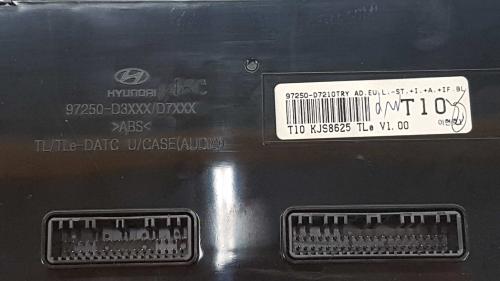 HYUNDAI
97250-D3XXX/D7XXX
>ABS<
TL/TLe-DATC U/CASE(AUDIO)
97250-D7210TRY AD.EU.L.-ST.+I.+A.+IF.BL
T10
T10 KJS8625 TLe V1.00